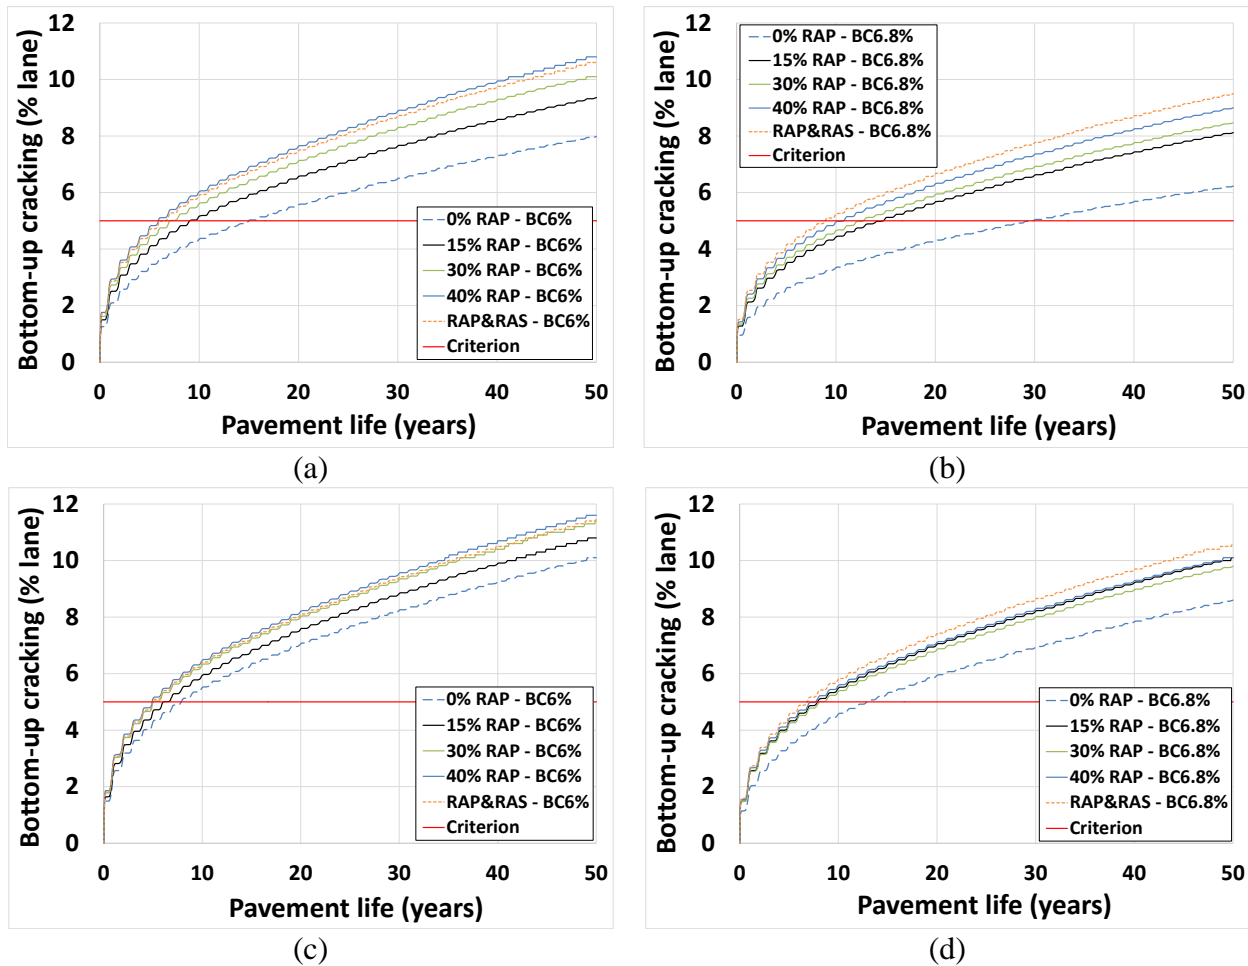 Bottom-up cracking (% lane)
12
10
8
6
4
2
0
0% RAP - BC6%
15% RAP - BC6%
30% RAP - BC6%
40% RAP - BC6%
RAP&RAS - BC6%
Criterion
0 10 20 30 40 50
Pavement life (years)
(a)
Bottom-up cracking (% lane)
12
10
8
6
4
2
0
0% RAP - BC6.8%
15% RAP - BC6.8%
30% RAP - BC6.8%
40% RAP - BC6.8%
RAP&RAS - BC6.8%
Criterion
0 10 20 30 40 50
Pavement life (years)
(b)
Bottom-up cracking (% lane)
12
10
8
6
4
2
0
0% RAP - BC6%
15% RAP - BC6%
30% RAP - BC6%
40% RAP - BC6%
RAP&RAS - BC6%
Criterion
0 10 20 30 40 50
Pavement life (years)
(c)
Bottom-up cracking (% lane)
12
10
8
6
4
2
0
0% RAP - BC6.8%
15% RAP - BC6.8%
30% RAP - BC6.8%
40% RAP - BC6.8%
RAP&RAS - BC6.8%
Criterion
0 10 20 30 40 50
Pavement life (years)
(d)